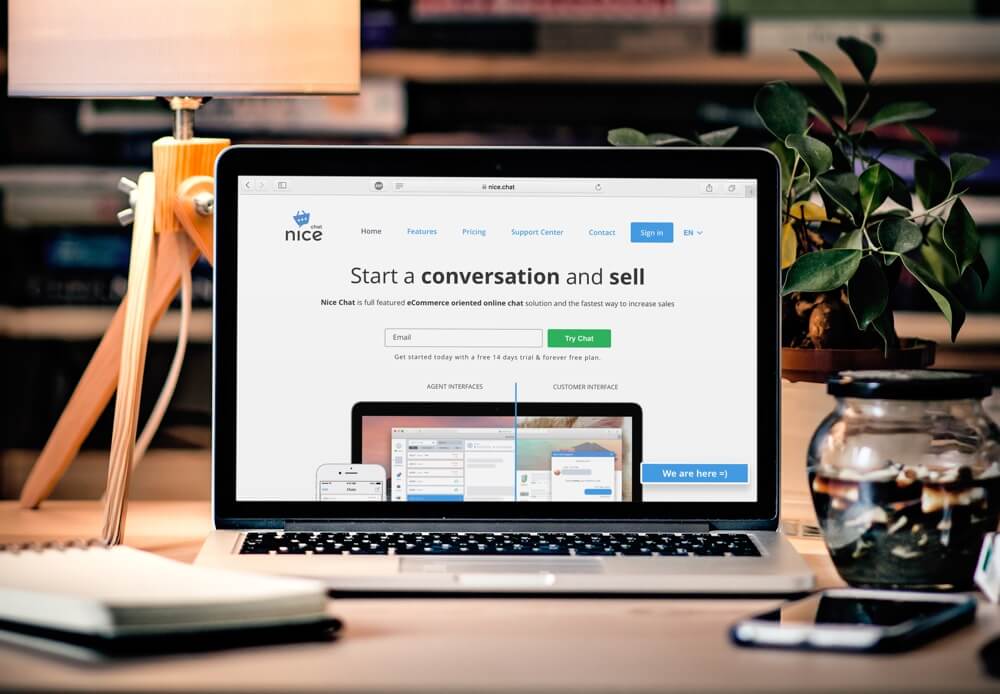 nice.chat
chat
nice
Home Features Pricing Support Center Contact Sign in EN
Start a conversation and sell
Nice Chat is full featured eCommerce oriented online chat solution and the fastest way to increase sales
Email Try Chat
Get started today with a free 14 days trial & forever free plan.
AGENT INTERFACES CUSTOMER INTERFACE
We are here =)